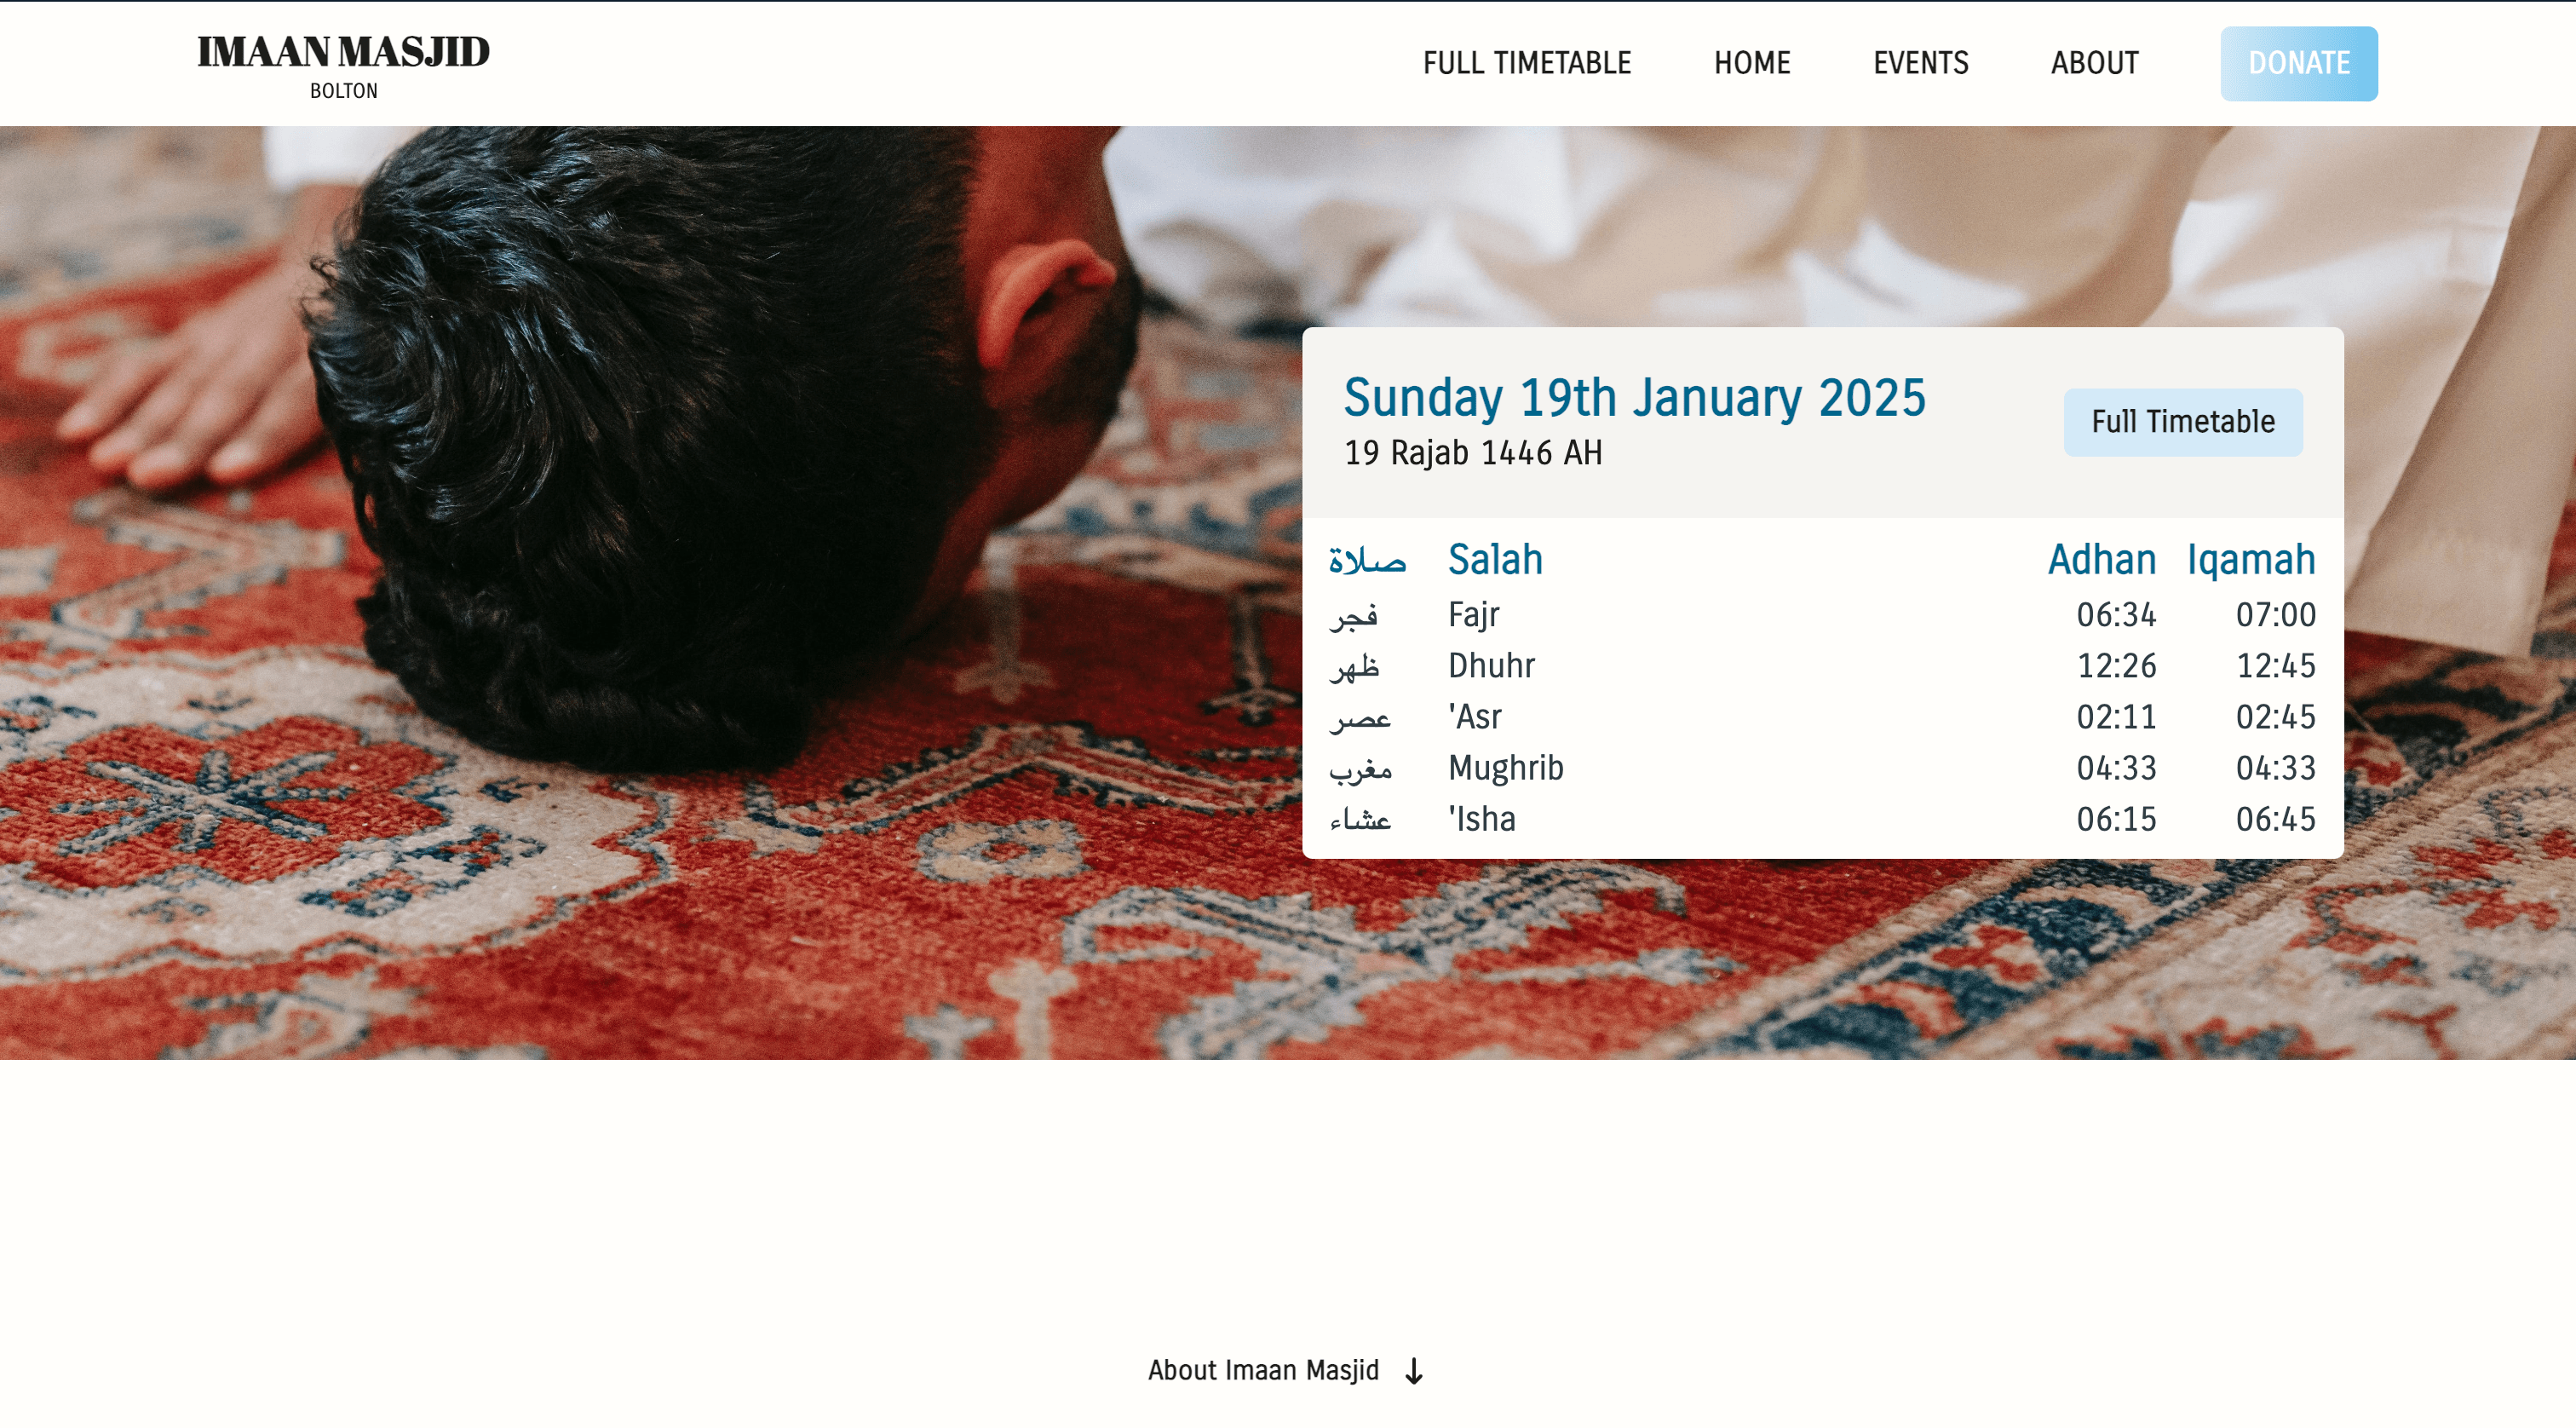 IMAAN MASJID
BOLTON
FULL TIMETABLE HOME EVENTS ABOUT DONATE
Sunday 19th January 2025
19 Rajab 1446 AH
Full Timetable
صلاة Salah Adhan Iqamah
فجر Fajr 06:34 07:00
ظهر Dhuhr 12:26 12:45
عصر 'Asr 02:11 02:45
مغرب Mughrib 04:33 04:33
عشاء 'Isha 06:15 06:45
About Imaan Masjid ↓